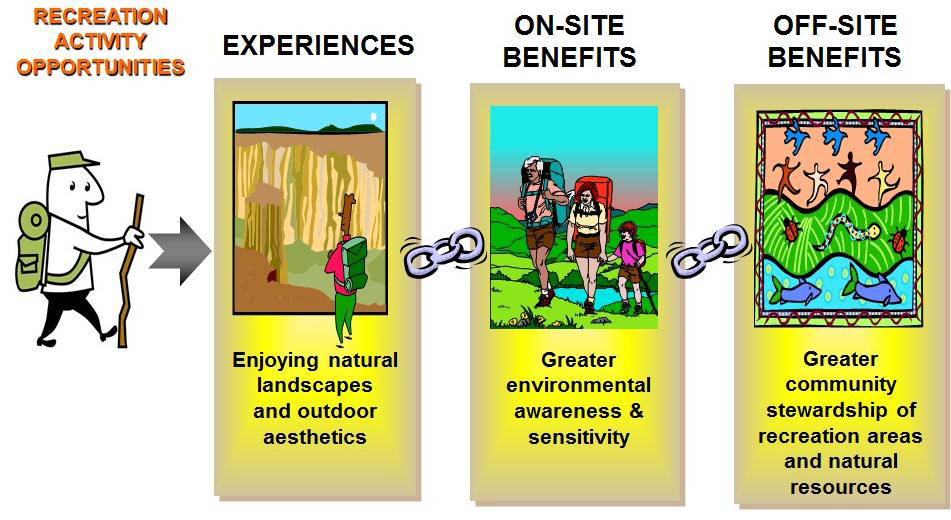 RECREATION
ACTIVITY
OPPORTUNITIES
EXPERIENCES
ON-SITE
BENEFITS
OFF-SITE
BENEFITS
Enjoying natural
landscapes
and outdoor
aesthetics
Greater
environmental
awareness &
sensitivity
Greater
community
stewardship of
recreation areas
and natural
resources